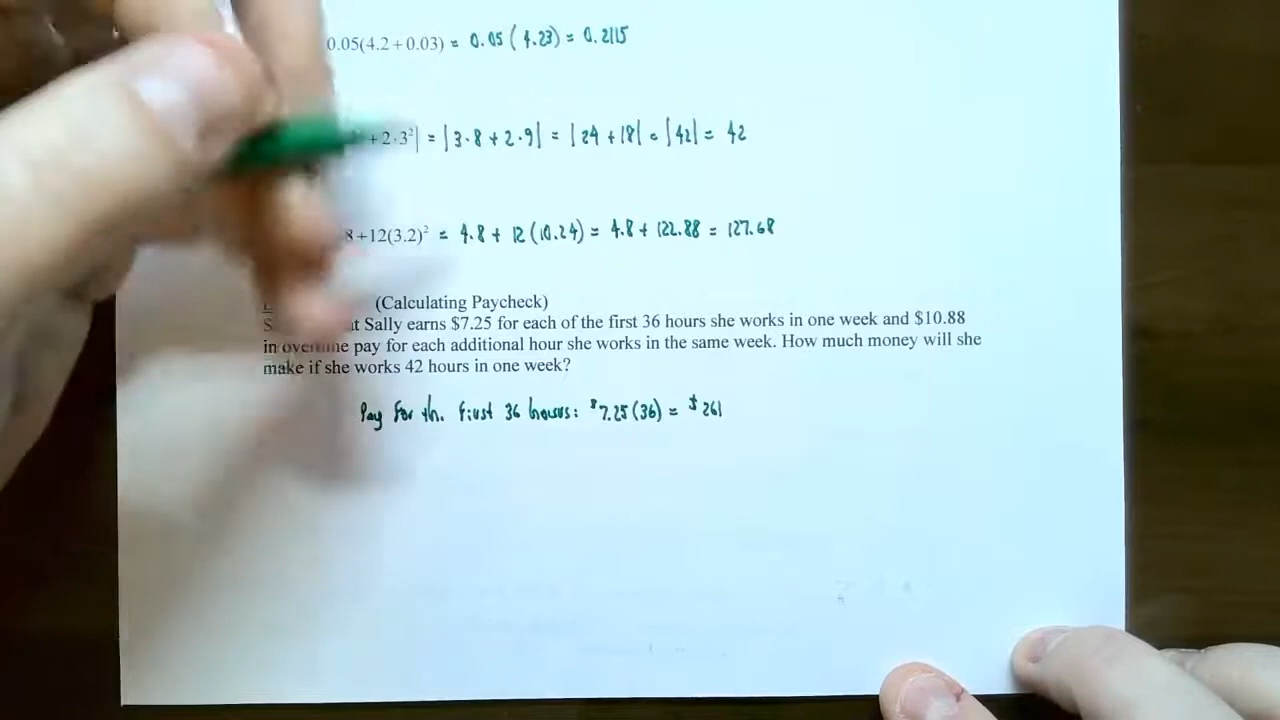 0.05(4.2+0.03) = 0.05 (4.23) = 0.2115
+2·3²| = |3·8+2·9| = |24 +18| = |42| = 42
8+12(3.2)² = 4.8 + 12 (10.24) = 4.8 + 122.88 = 127.68
(Calculating Paycheck)
Sally earns $7.25 for each of the first 36 hours she works in one week and $10.88
in overtime pay for each additional hour she works in the same week. How much money will she
make if she works 42 hours in one week?
Pay for the first 36 hours: $7.25 (36) = $261